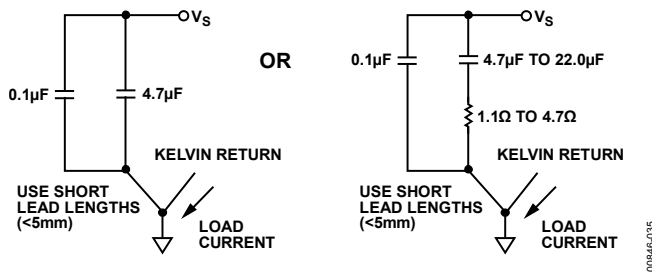 VS
0.1µF
4.7µF
KELVIN RETURN
USE SHORT
LEAD LENGTHS
(<5mm)
LOAD
CURRENT
OR
VS
0.1µF
4.7µF TO 22.0µF
1.1Ω TO 4.7Ω
KELVIN RETURN
USE SHORT
LEAD LENGTHS
(<5mm)
LOAD
CURRENT
00846-035